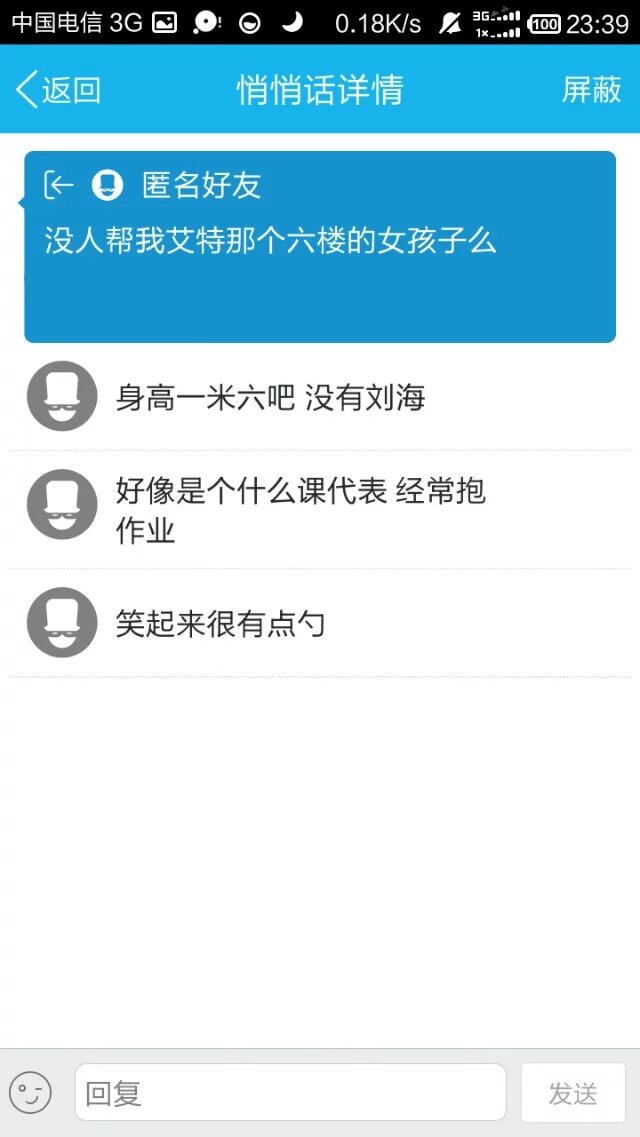 中国电信 3G 0.18K/s 3G 1x 100 23:39
返回 悄悄话详情 屏蔽
匿名好友
没人帮我艾特那个六楼的女孩子么
身高一米六吧 没有刘海
好像是个什么课代表 经常抱
作业
笑起来很有点勺
回复 发送